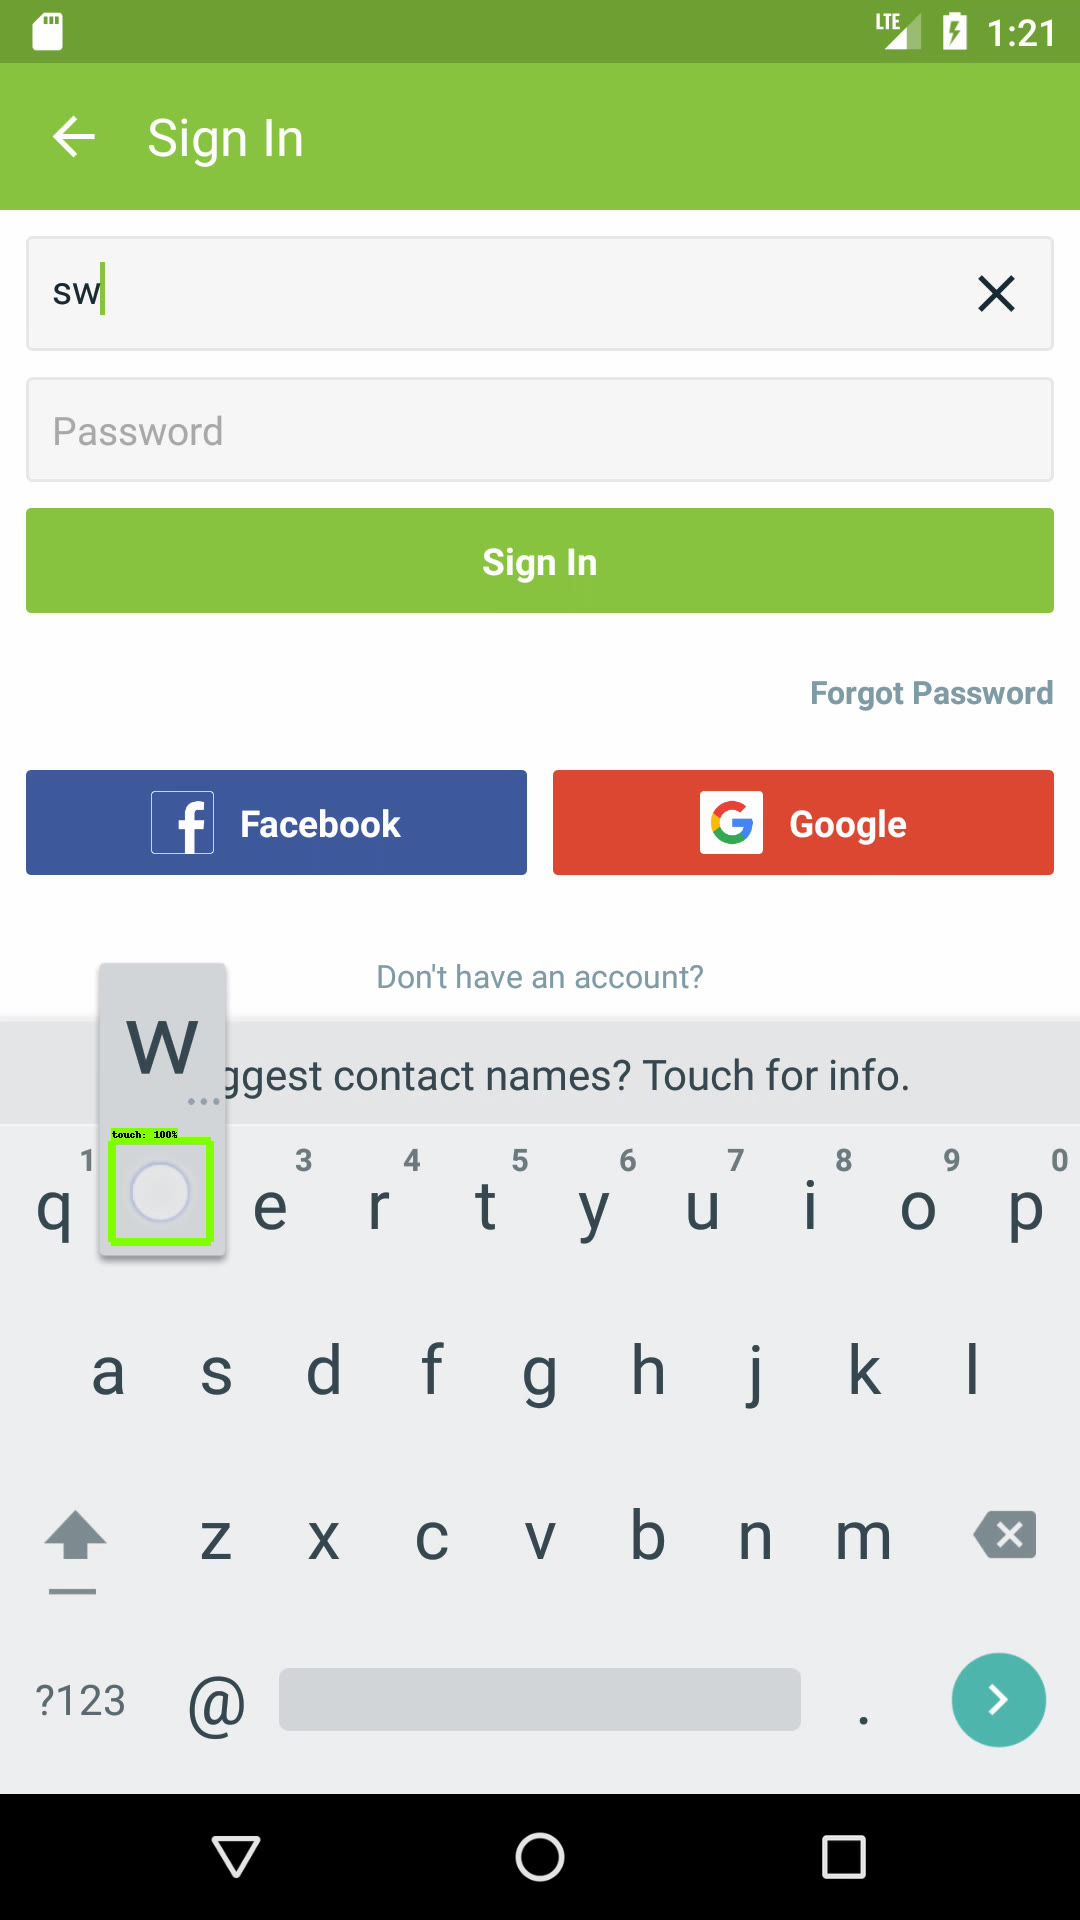 LTE 1:21
Sign In
sw
Password
Sign In
Forgot Password
Facebook
Google
Don't have an account?
w
ggest contact names? Touch for info.
touch: 100%
1 3 4 5 6 7 8 9 0
q e r t y u i o p
a s d f g h j k l
z x c v b n m
?123 @ .